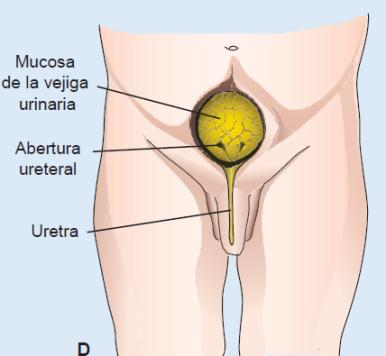 Mucosa
de la vejiga
urinaria
Abertura
ureteral
Uretra
D